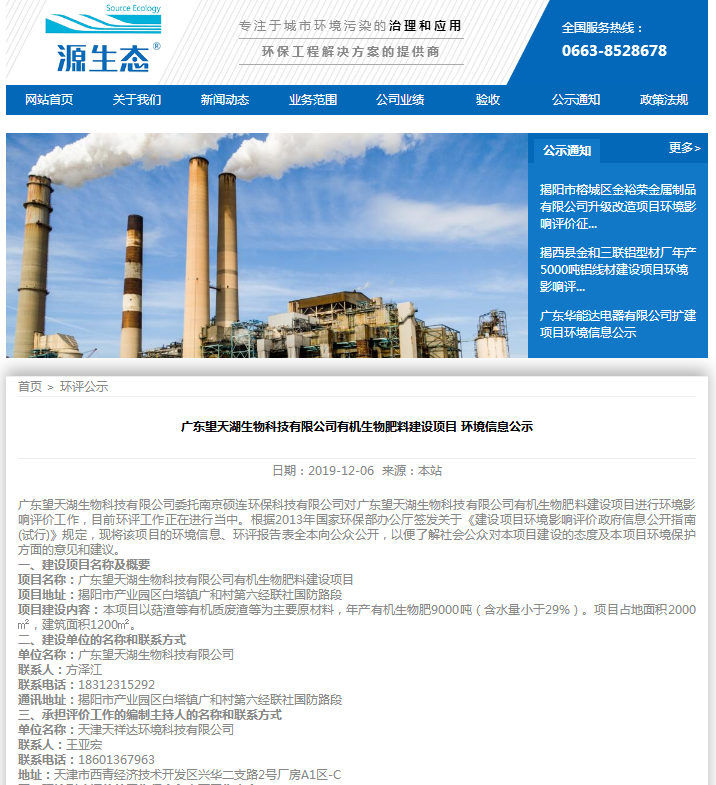 Source Ecology
源生态®
专注于城市环境污染的治理和应用
环保工程解决方案的提供商
全国服务热线：
0663-8528678
网站首页 关于我们 新闻动态 业务范围 公司业绩 验收 公示通知 政策法规
公示通知 更多>
揭阳市榕城区金裕荣金属制品
有限公司升级改造项目环境影
响评价征...
揭西县金和三联铝型材厂年产
5000吨铝线材建设项目环境
影响评...
广东华能达电器有限公司扩建
项目环境信息公示
首页 > 环评公示
广东望天湖生物科技有限公司有机生物肥料建设项目 环境信息公示
日期：2019-12-06 来源：本站
广东望天湖生物科技有限公司委托南京硕连环保科技有限公司对广东望天湖生物科技有限公司有机生物肥料建设项目进行环境影
响评价工作，目前环评工作正在进行当中。根据2013年国家环保部办公厅签发关于《建设项目环境影响评价政府信息公开指南
(试行)》规定，现将该项目的环境信息、环评报告表全本向公众公开，以便了解社会公众对本项目建设的态度及本项目环境保护
方面的意见和建议。
一、建设项目名称及概要
项目名称：广东望天湖生物科技有限公司有机生物肥料建设项目
项目地址：揭阳市产业园区白塔镇广和村第六经联社国防路段
项目建设内容：本项目以菇渣等有机质废渣等为主要原材料，年产有机生物肥9000吨（含水量小于29%）。项目占地面积2000
㎡，建筑面积1200㎡。
二、建设单位的名称和联系方式
单位名称：广东望天湖生物科技有限公司
联系人：方泽江
联系电话：18312315292
通讯地址：揭阳市产业园区白塔镇广和村第六经联社国防路段
三、承担评价工作的编制主持人的名称和联系方式
单位名称：天津天祥达环境科技有限公司
联系人：王亚宏
联系电话：18601367963
地址：天津市西青经济技术开发区兴华二支路2号厂房A1区-C